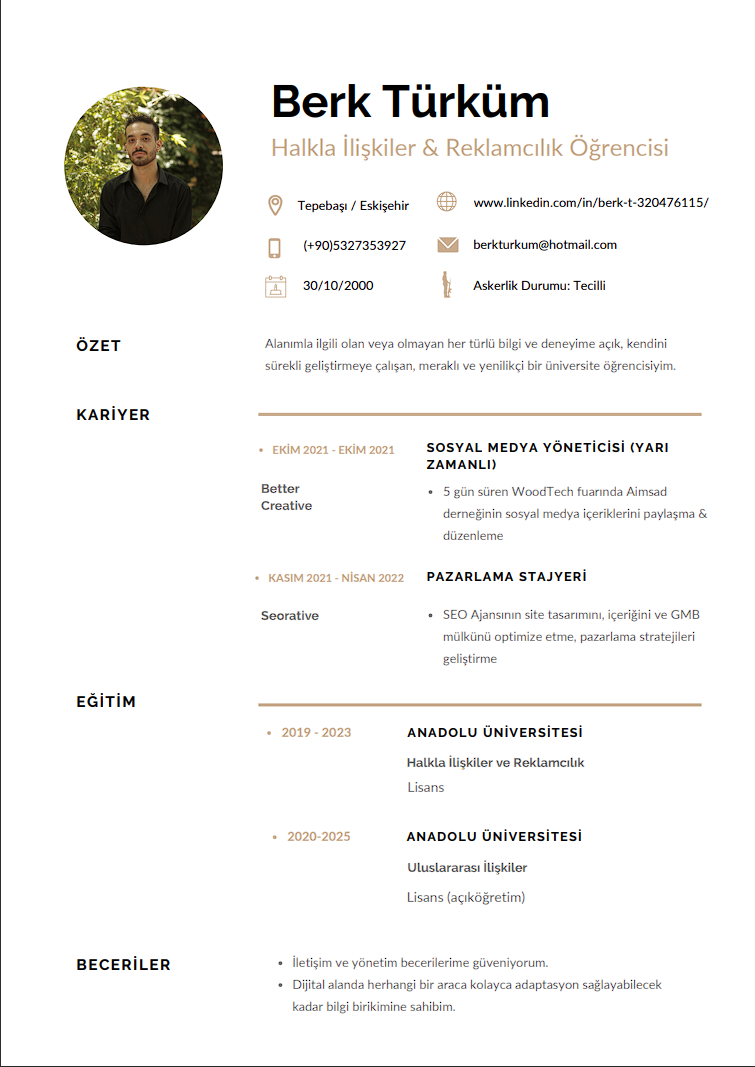 Berk Türküm
Halkla İlişkiler & Reklamcılık Öğrencisi
Tepebaşı / Eskişehir
www.linkedin.com/in/berk-t-320476115/
(+90)5327353927
berkturkum@hotmail.com
30/10/2000
Askerlik Durumu: Tecilli
ÖZET
Alanımla ilgili olan veya olmayan her türlü bilgi ve deneyime açık, kendini
sürekli geliştirmeye çalışan, meraklı ve yenilikçi bir üniversite öğrencisiyim.
KARİYER
• EKİM 2021 - EKİM 2021
SOSYAL MEDYA YÖNETİCİSİ (YARI
ZAMANLI)
Better
Creative
• 5 gün süren WoodTech fuarında Aimsad
derneğinin sosyal medya içeriklerini paylaşma &
düzenleme
• KASIM 2021 - NİSAN 2022
PAZARLAMA STAJYERİ
Seorative
• SEO Ajansının site tasarımını, içeriğini ve GMB
mülkünü optimize etme, pazarlama stratejileri
geliştirme
EĞİTİM
• 2019 - 2023
ANADOLU ÜNİVERSİTESİ
Halkla İlişkiler ve Reklamcılık
Lisans
• 2020-2025
ANADOLU ÜNİVERSİTESİ
Uluslararası İlişkiler
Lisans (açıköğretim)
BECERİLER
• İletişim ve yönetim becerilerime güveniyorum.
• Dijital alanda herhangi bir araca kolayca adaptasyon sağlayabilecek
kadar bilgi birikimine sahibim.